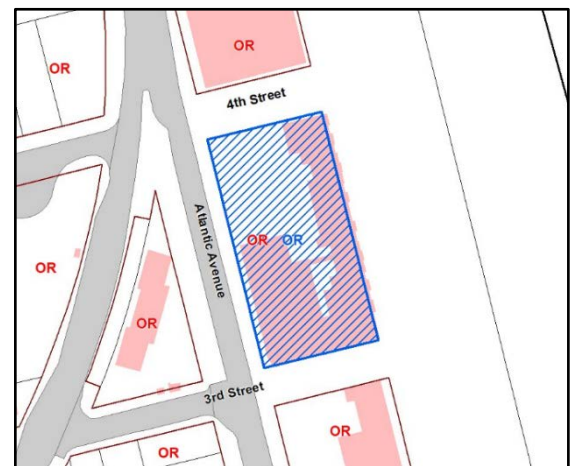 OR
OR
4th Street
Atlantic Avenue
OR OR
OR
OR
3rd Street
OR
OR